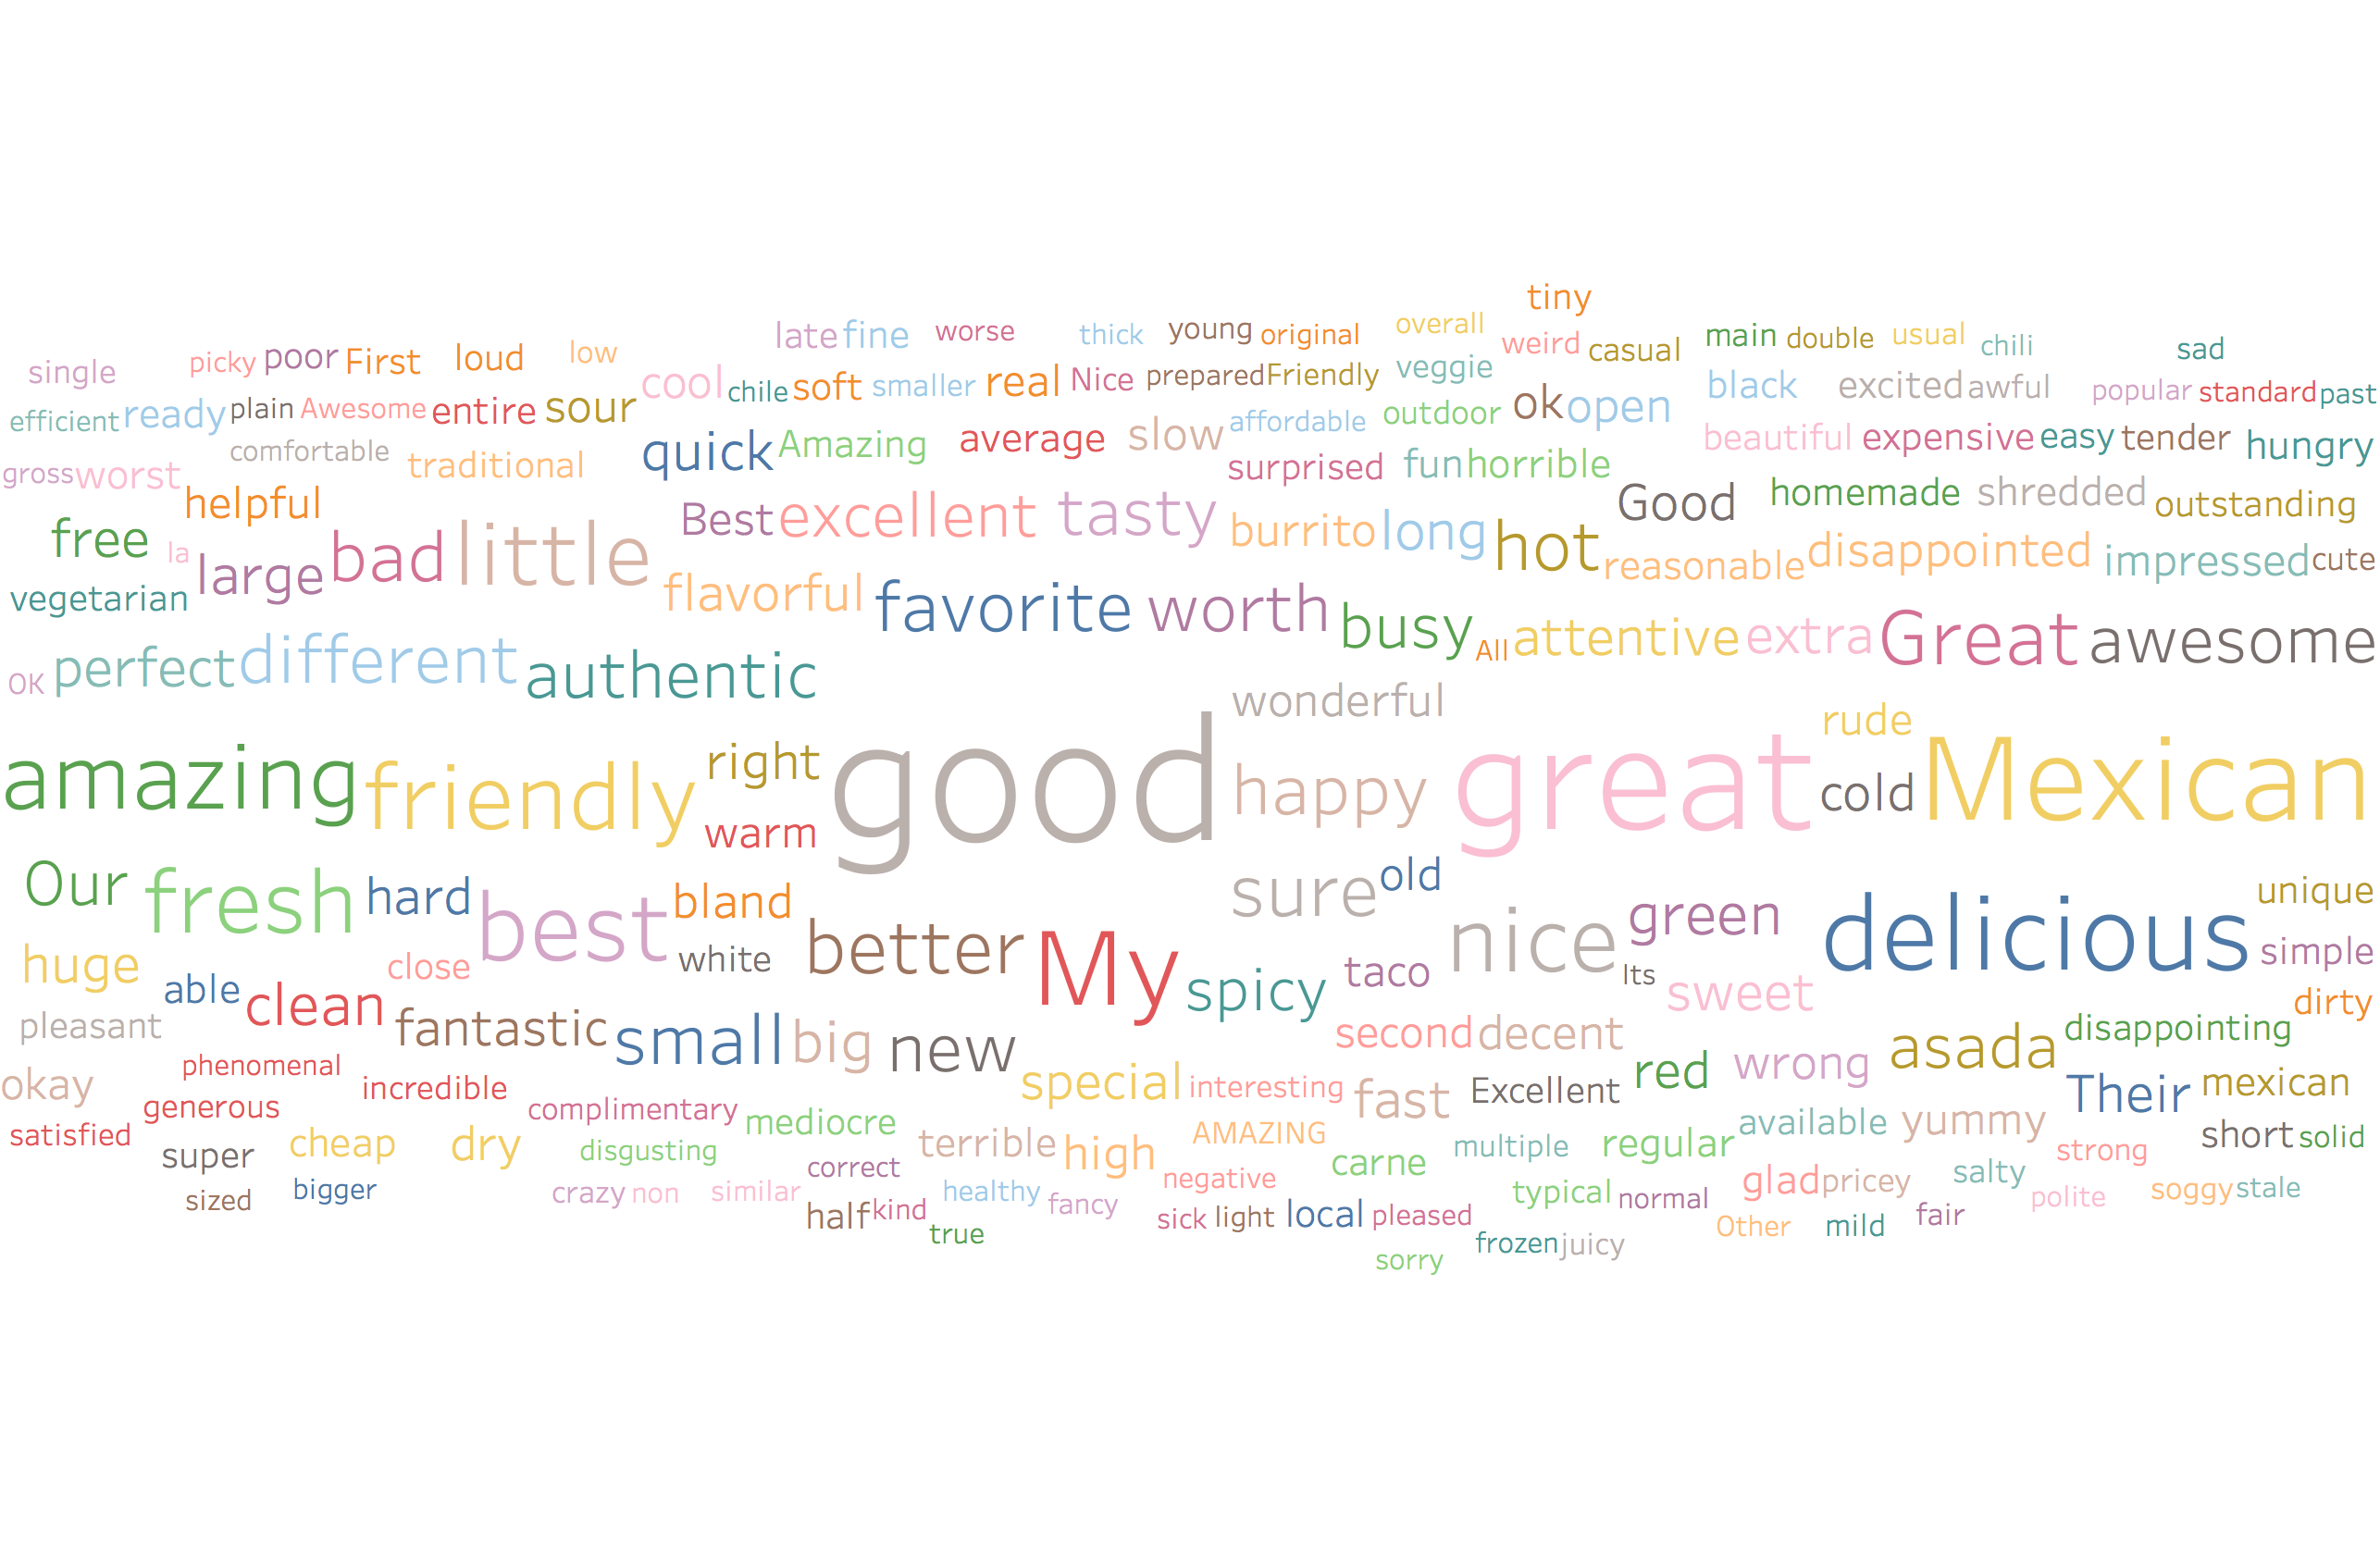 tiny
late fine worse thick young original overall weird casual main double usual chili sad
single picky poor First loud low
cool chile soft smaller real Nice prepared Friendly veggie ok open black excited awful popular standard past
efficient ready plain Awesome entire sour
quick Amazing average slow affordable outdoor beautiful expensive easy tender hungry
comfortable traditional surprised fun horrible
gross worst helpful
Best excellent tasty burrito long hot Good homemade shredded outstanding
free la large bad little reasonable disappointed impressed cute
vegetarian flavorful favorite worth busy All attentive extra Great awesome
OK perfect different authentic wonderful rude
amazing friendly right good happy great cold Mexican
warm
Our fresh hard best bland sure old green delicious unique
huge close white better My nice Its simple
able clean spicy taco sweet dirty
pleasant fantastic small big new second decent red wrong asada disappointing
okay phenomenal incredible special interesting fast Excellent Their mexican
generous complimentary mediocre AMAZING available yummy short solid
satisfied super cheap dry disgusting correct terrible high negative carne multiple regular strong
sized bigger crazy non similar healthy fancy typical normal glad pricey salty polite soggy stale
half kind true sick light local pleased Other mild fair
sorry frozen juicy